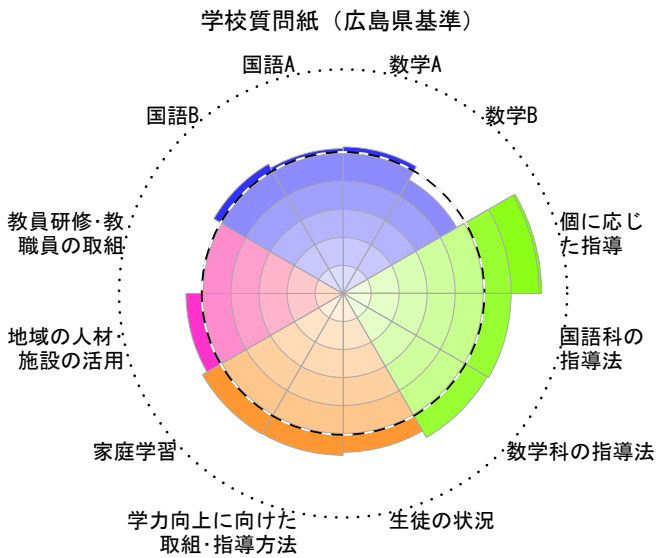 学校質問紙（広島県基準）
国語A
数学A
国語B
数学B
教員研修･教
職員の取組
個に応じ
た指導
地域の人材･
施設の活用
国語科の
指導法
家庭学習
数学科の指導法
学力向上に向けた
取組･指導方法
生徒の状況